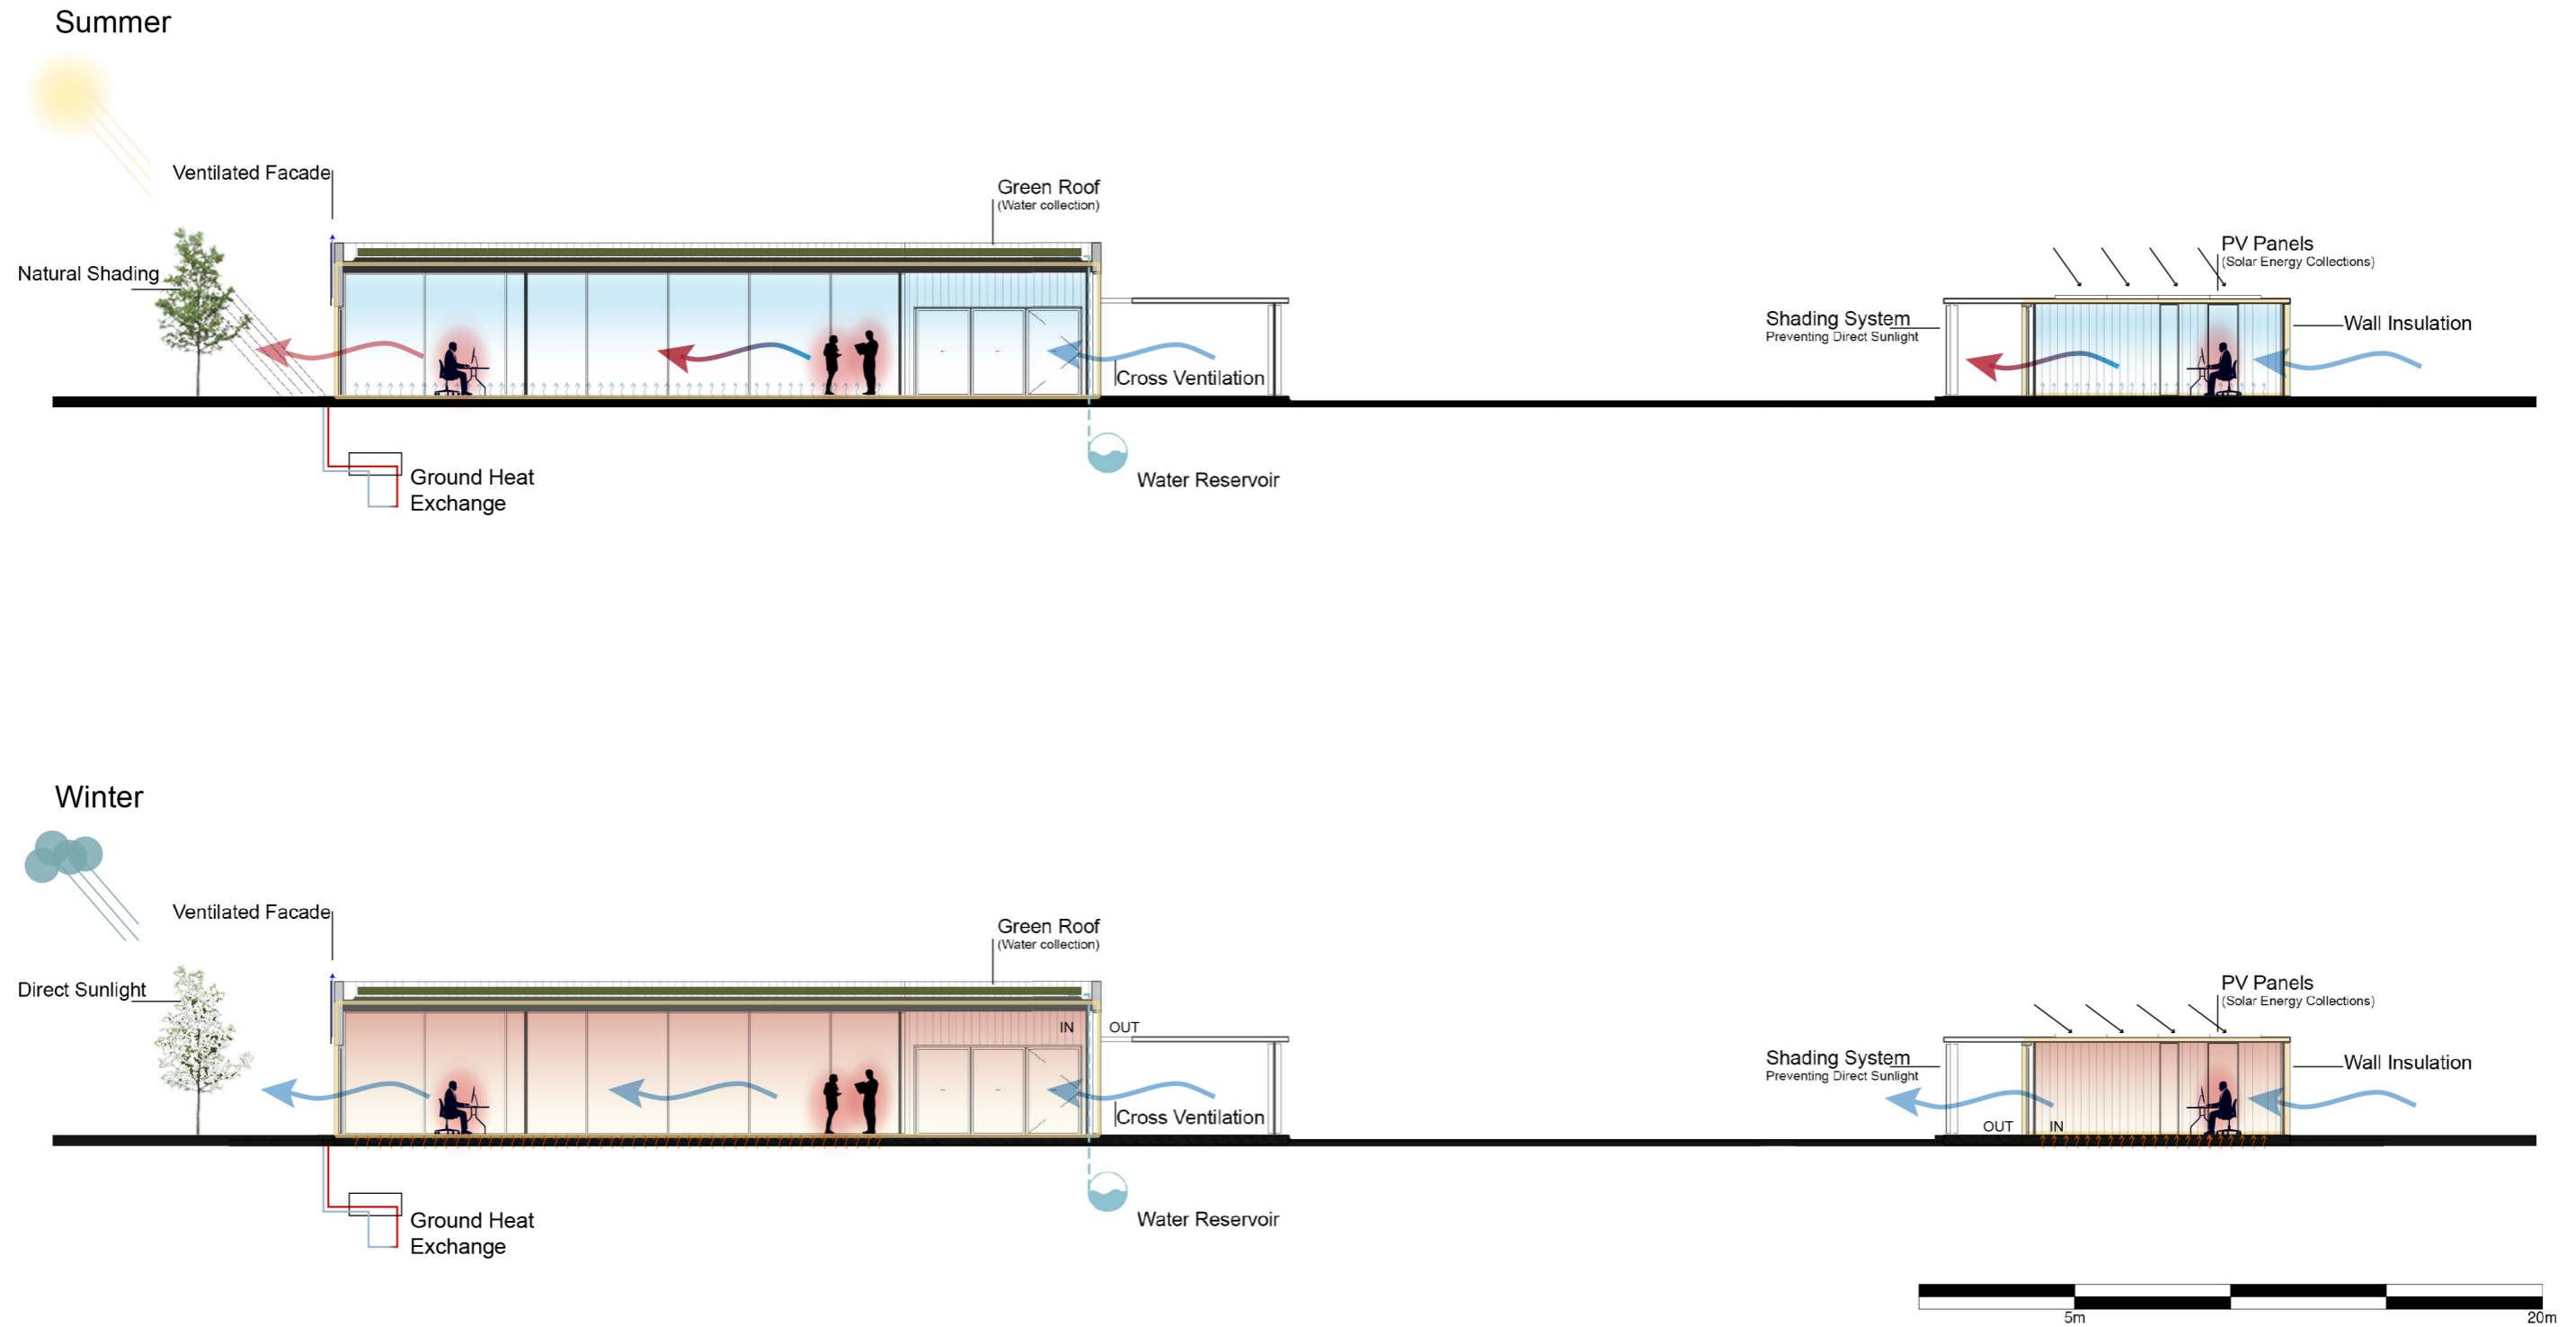 Summer
Ventilated Facade
Green Roof
(Water collection)
Natural Shading
Cross Ventilation
PV Panels
(Solar Energy Collections)
Shading System
Preventing Direct Sunlight
Wall Insulation
Ground Heat
Exchange
Water Reservoir
Winter
Ventilated Facade
Green Roof
(Water collection)
Direct Sunlight
IN
OUT
Cross Ventilation
PV Panels
(Solar Energy Collections)
Shading System
Preventing Direct Sunlight
Wall Insulation
OUT
IN
Ground Heat
Exchange
Water Reservoir
5m
20m